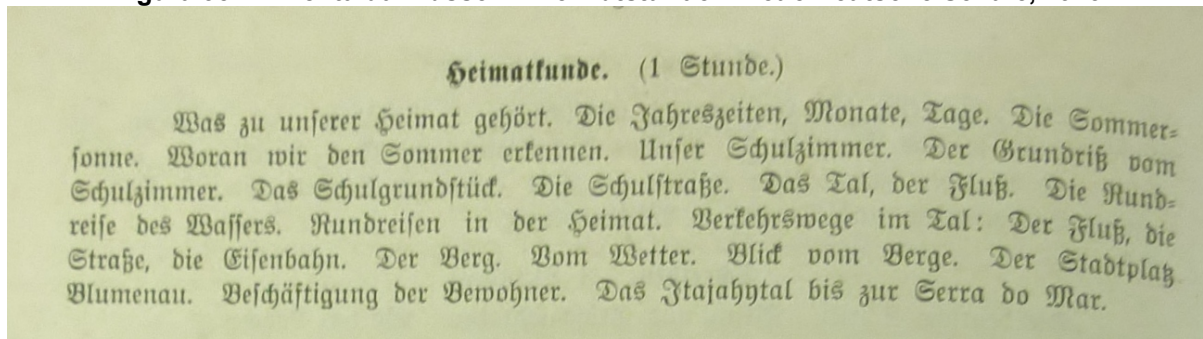 Heimatkunde. (1 Stunde.)
Was zu unserer Heimat gehört. Die Jahreszeiten, Monate, Tage. Die Sommer-
sonne. Woran wir den Sommer erkennen. Unser Schulzimmer. Der Grundriß vom
Schulzimmer. Das Schulgrundstück. Die Schulstraße. Das Tal, der Fluß. Die Rund-
reise des Wassers. Rundreisen in der Heimat. Verkehrswege im Tal: Der Fluß, die
Straße, die Eisenbahn. Der Berg. Vom Wetter. Blick vom Berge. Der Stadtplatz
Blumenau. Beschäftigung der Bewohner. Das Itajahytal bis zur Serra do Mar.